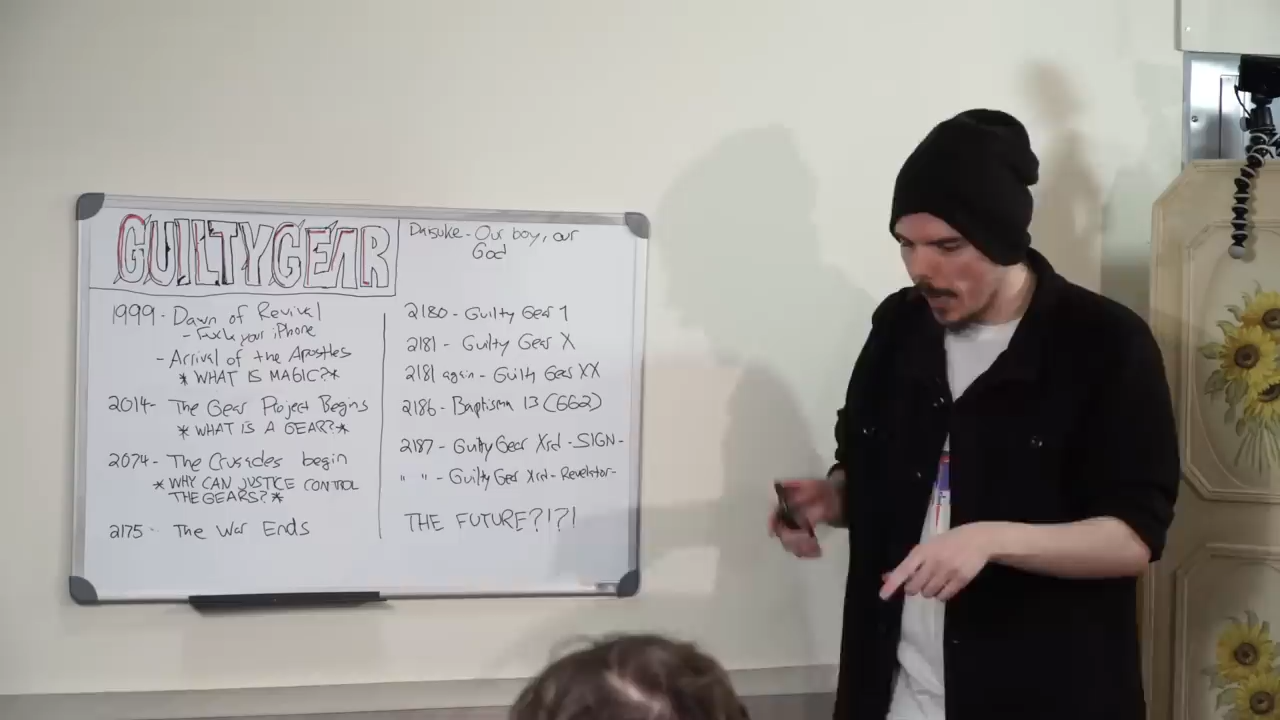 GUILTYGEAR
1999 - Dawn of Revival
- Fuck your iPhone
- Arrival of the Apostles
* WHAT IS MAGIC? *
2014 - The Gear Project Begins
* WHAT IS A GEAR? *
2074 - The Crusades begin
* WHY CAN JUSTICE CONTROL
THE GEARS? *
2175 - The War Ends
Daisuke - Our boy, our
God
2180 - Guilty Gear 1
2181 - Guilty Gear X
2181 again - Guilty Gear XX
2186 - Baptisma 13 (GG2)
2187 - Guilty Gear Xrd - SIGN -
" " - Guilty Gear Xrd - Revelator -
THE FUTURE?!?!